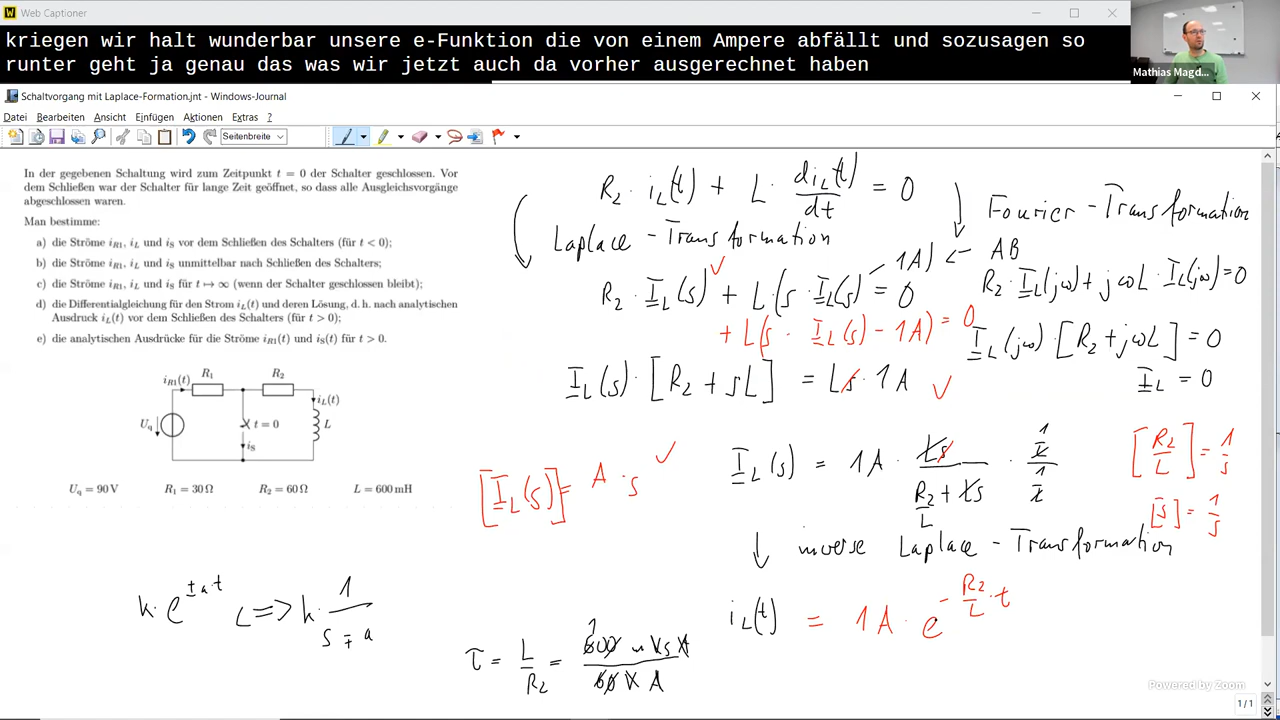 Web Captioner
kriegen wir halt wunderbar unsere e-Funktion die von einem Ampere abfällt und sozusagen so
runter geht ja genau das was wir jetzt auch da vorher ausgerechnet haben
Mathias Magd...
Schaltvorgang mit Laplace-Formation.jnt - Windows-Journal
Datei Bearbeiten Ansicht Einfügen Aktionen Extras ?
Seitenbreite
In der gegebenen Schaltung wird zum Zeitpunkt t = 0 der Schalter geschlossen. Vor
dem Schließen war der Schalter für lange Zeit geöffnet, so dass alle Ausgleichsvorgänge
abgeschlossen waren.
Man bestimme:
a) die Ströme iR1, iL und iS vor dem Schließen des Schalters (für t < 0);
b) die Ströme iR1, iL und iS unmittelbar nach Schließen des Schalters;
c) die Ströme iR1, iL und iS für t ↦ ∞ (wenn der Schalter geschlossen bleibt);
d) die Differentialgleichung für den Strom iL(t) und deren Lösung, d. h. nach analytischen
Ausdruck iL(t) vor dem Schließen des Schalters (für t > 0);
e) die analytischen Ausdrücke für die Ströme iR1(t) und iS(t) für t > 0.
iR1(t) R1 R2
iL(t)
Uq t = 0 L
iS
Uq = 90 V R1 = 30 Ω R2 = 60 Ω L = 600 mH
R2 · iL(t) + L · diL(t)/dt = 0
Laplace - Transformation
Fourier - Transformation
R2 · IL(s) ✓ + L(s · IL(s) - 1A) ← AB
= 0
+ L(s · IL(s) - 1A) = 0
R2 · IL(jω) + jωL · IL(jω) = 0
IL(jω) · [R2 + jωL] = 0
IL(s) · [R2 + sL] = Ls · 1A ✓
IL = 0
IL(s) = 1A · Ls / (R2/L + Ls) · (1/L) / (1/L)
[R2/L] = 1/s
[s] = 1/s
[IL(s)] = A · s ✓
↓ inverse Laplace - Transformation
k · e^(±a·t) ⇔ k · 1/(s ∓ a)
iL(t) = 1A · e^(-R2/L · t)
τ = L/R2 = 600 m Vs A / 60 V A
Powered by Zoom
1/1